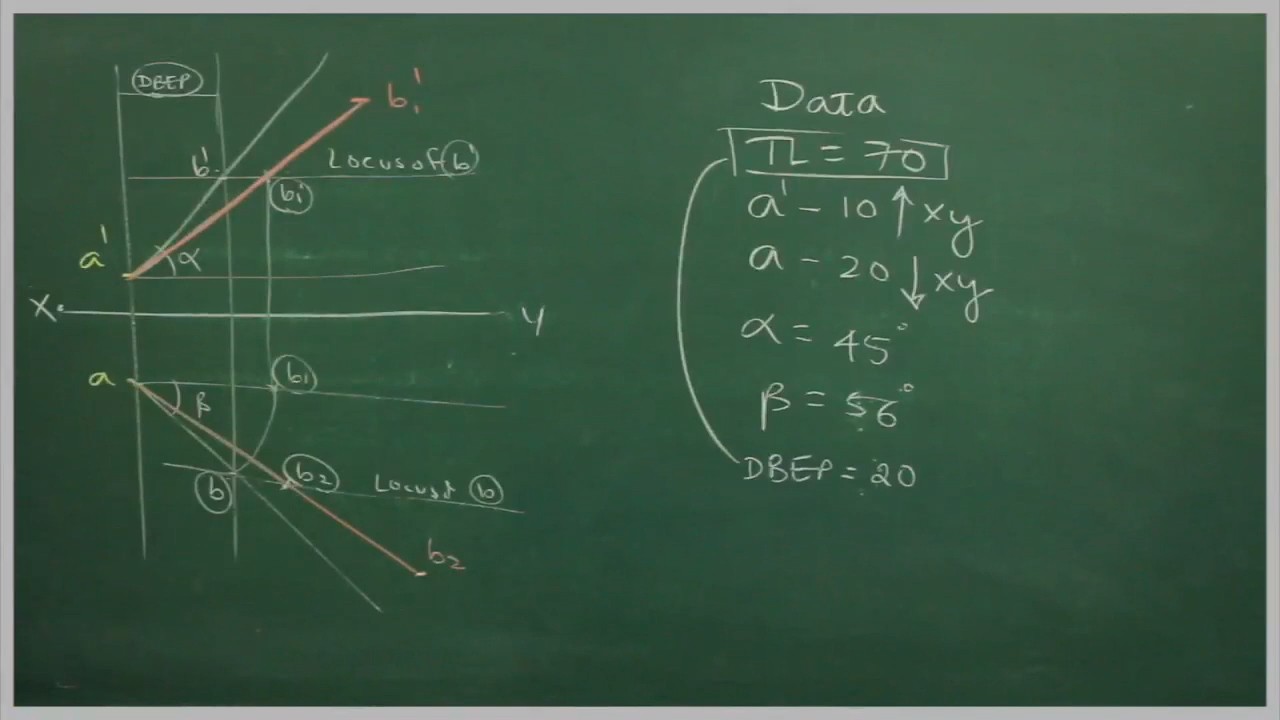 DBEP
b₁'
b'
Locus of b'
b₁'
a'
α
X
Y
a
b₁
β
b₂
b
Locus of b
b₂
Data
TL = 70
a' - 10 ↑ xy
a - 20 ↓ xy
α = 45°
β = 56°
DBEP = 20